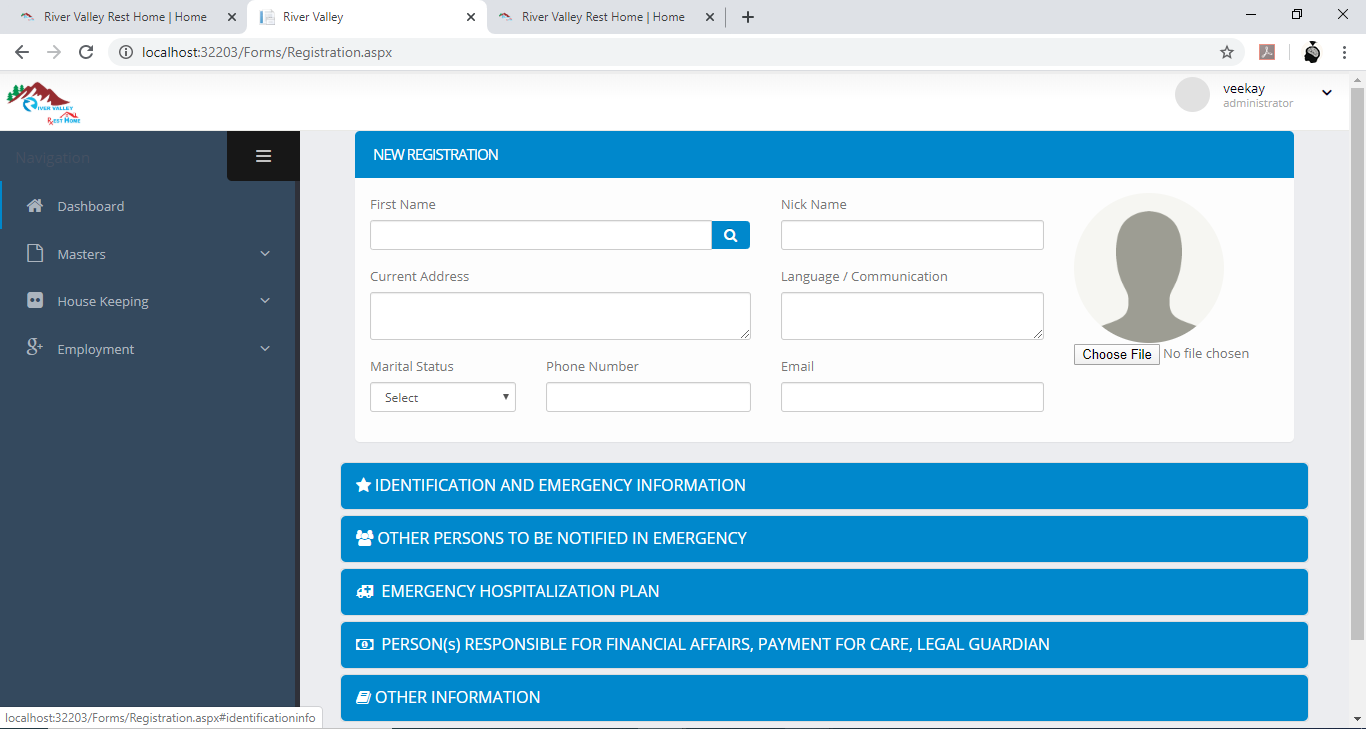 River Valley Rest Home | Home
River Valley
River Valley Rest Home | Home
localhost:32203/Forms/Registration.aspx
RIVER VALLEY
REST HOME
veekay
administrator
Navigation
Dashboard
Masters
House Keeping
Employment
NEW REGISTRATION
First Name
Nick Name
Current Address
Language / Communication
Choose File No file chosen
Marital Status
Phone Number
Email
Select
IDENTIFICATION AND EMERGENCY INFORMATION
OTHER PERSONS TO BE NOTIFIED IN EMERGENCY
EMERGENCY HOSPITALIZATION PLAN
PERSON(s) RESPONSIBLE FOR FINANCIAL AFFAIRS, PAYMENT FOR CARE, LEGAL GUARDIAN
OTHER INFORMATION
localhost:32203/Forms/Registration.aspx#identificationinfo